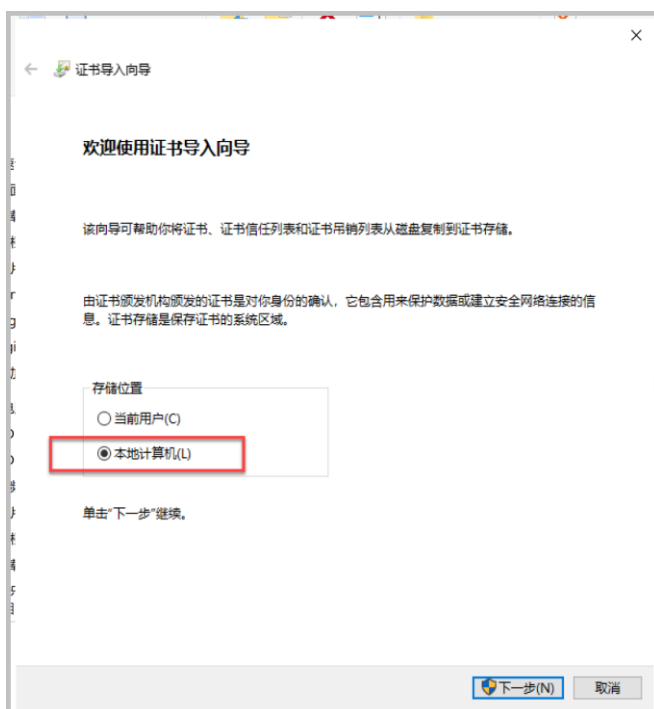 证书导入向导
欢迎使用证书导入向导
该向导可帮助你将证书、证书信任列表和证书吊销列表从磁盘复制到证书存储。
由证书颁发机构颁发的证书是对你身份的确认，它包含用来保护数据或建立安全网络连接的信
息。证书存储是保存证书的系统区域。
存储位置
当前用户(C)
本地计算机(L)
单击“下一步”继续。
下一步(N)
取消